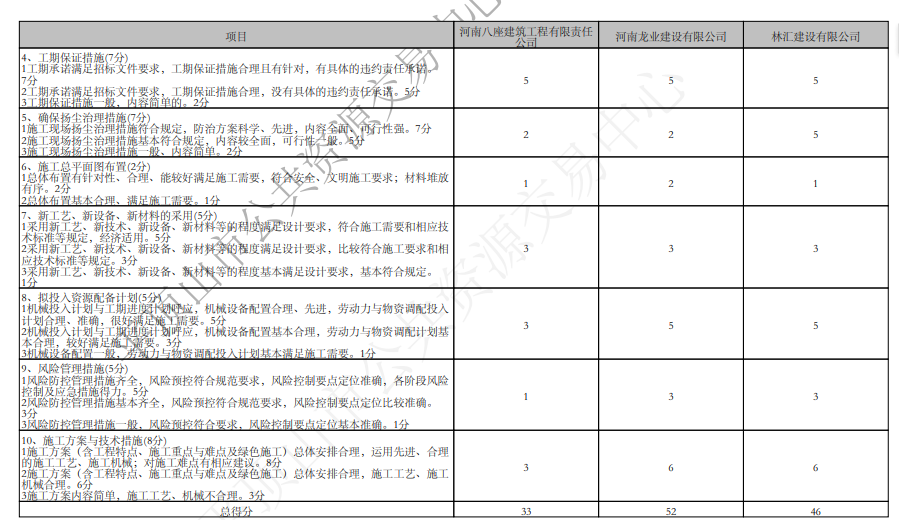 项目
河南八座建筑工程有限责任
公司
河南龙业建设有限公司
林汇建设有限公司
4、工期保证措施(7分)
1工期承诺满足招标文件要求，工期保证措施合理且有针对，有具体的违约责任承诺。
7分
2工期承诺满足招标文件要求，工期保证措施合理，没有具体的违约责任承诺。5分
3工期保证措施一般，内容简单的。2分
5
5
5
5、确保扬尘治理措施(7分)
1施工现场扬尘治理措施符合规定，防治方案科学、先进，内容全面、可行性强。7分
2施工现场扬尘治理措施基本符合规定，内容较全面，可行性一般。5分
3施工现场扬尘治理措施一般、内容简单。2分
2
2
5
6、施工总平面图布置(2分)
1总体布置有针对性、合理、能较好满足施工需要，符合安全、文明施工要求；材料堆放
有序。2分
2总体布置基本合理、满足施工需要。1分
1
2
1
7、新工艺、新设备、新材料的采用(5分)
1采用新工艺、新技术、新设备、新材料等的程度满足设计要求，符合施工需要和相应技
术标准等规定，经济适用。5分
2采用新工艺、新技术、新设备、新材料等的程度满足设计要求，比较符合施工要求和相
应技术标准等规定。3分
3采用新工艺、新技术、新设备、新材料等的程度基本满足设计要求，基本符合规定。
1分
3
3
3
8、拟投入资源配备计划(5分)
1机械投入计划与工期进度计划呼应，机械设备配置合理、先进，劳动力与物资调配投入
计划合理、准确，很好满足施工需要。5分
2机械投入计划与工期进度计划呼应，机械设备配置基本合理，劳动力与物资调配计划基
本合理，较好满足施工需要。3分
3机械设备配置一般，劳动力与物资调配投入计划基本满足施工需要。1分
3
5
5
9、风险管理措施(5分)
1风险防控管理措施齐全，风险预控符合规范要求，风险控制要点定位准确，各阶段风险
控制及应急措施得力。5分
2风险防控管理措施基本齐全，风险预控符合规范要求，风险控制要点定位比较准确。
3分
3风险防控管理措施一般，风险预控符合要求，风险控制要点定位基本准确。1分
1
3
3
10、施工方案与技术措施(8分)
1施工方案（含工程特点、施工重点与难点及绿色施工）总体安排合理，运用先进、合理
的施工工艺、施工机械；对施工难点有相应建议。8分
2施工方案（含工程特点、施工重点与难点及绿色施工）总体安排合理，施工工艺、施工
机械合理。6分
3施工方案内容简单，施工工艺、机械不合理。3分
3
6
6
总得分
33
52
46
平顶山市公共资源交易中心
平顶山市公共资源交易中心